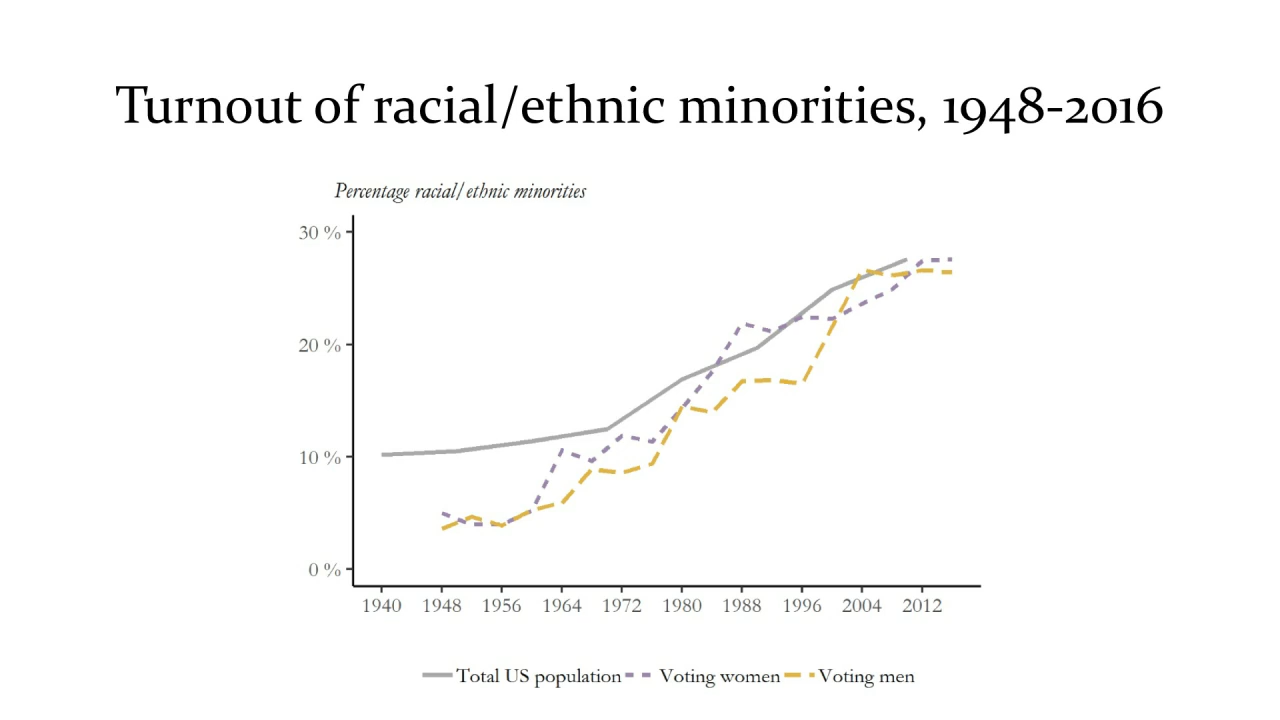 Turnout of racial/ethnic minorities, 1948-2016
Percentage racial/ethnic minorities
30 %
20 %
10 %
0 %
1940 1948 1956 1964 1972 1980 1988 1996 2004 2012
Total US population Voting women Voting men